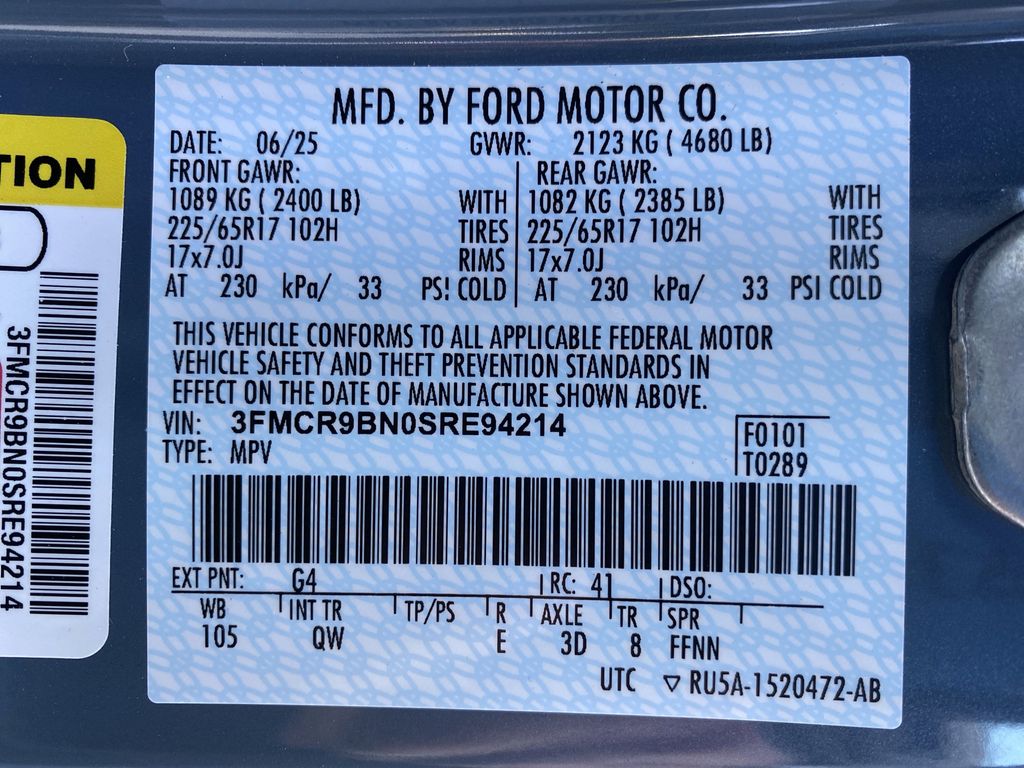 MFD. BY FORD MOTOR CO.
DATE: 06/25 GVWR: 2123 KG ( 4680 LB)
FRONT GAWR: REAR GAWR:
1089 KG ( 2400 LB) WITH 1082 KG ( 2385 LB) WITH
225/65R17 102H TIRES 225/65R17 102H TIRES
17x7.0J RIMS 17x7.0J RIMS
AT 230 kPa/ 33 PSI COLD AT 230 kPa/ 33 PSI COLD
THIS VEHICLE CONFORMS TO ALL APPLICABLE FEDERAL MOTOR
VEHICLE SAFETY AND THEFT PREVENTION STANDARDS IN
EFFECT ON THE DATE OF MANUFACTURE SHOWN ABOVE.
VIN: 3FMCR9BN0SRE94214
F0101
TYPE: MPV
T0289
EXT PNT: G4 RC: 41 DSO:
WB INT TR TP/PS R AXLE TR SPR
105 QW E 3D 8 FFNN
UTC ▽ RU5A-1520472-AB
TION
3FMCR9BN0SRE94214